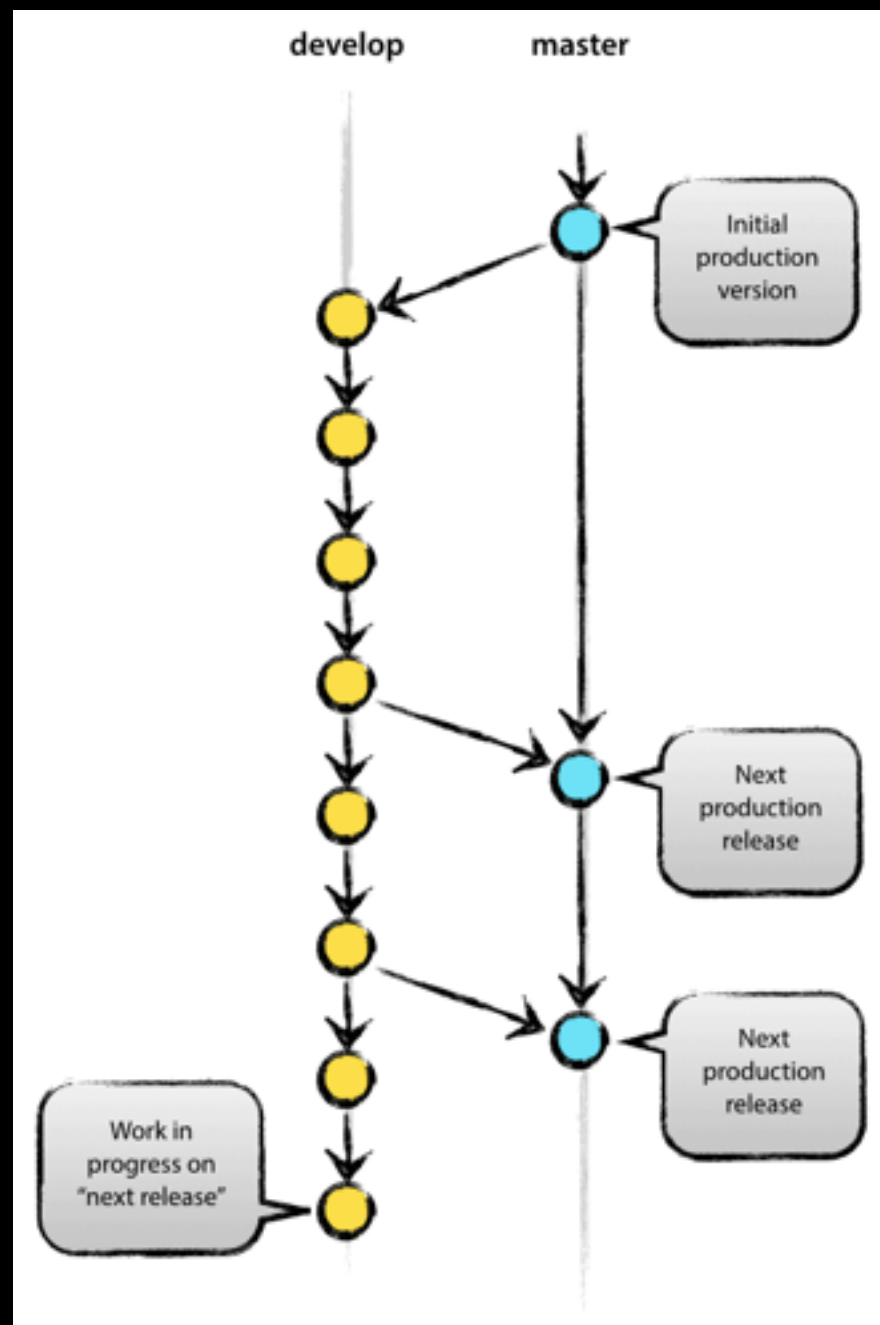 develop
master
Initial
production
version
Next
production
release
Next
production
release
Work in
progress on
“next release”